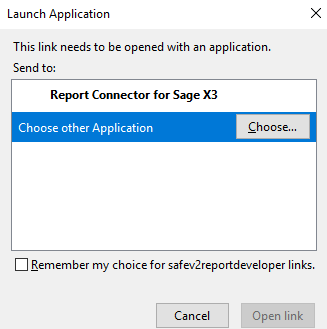 Launch Application
This link needs to be opened with an application.
Send to:
Report Connector for Sage X3
Choose other Application
Choose...
Remember my choice for safev2reportdeveloper links.
Cancel
Open link